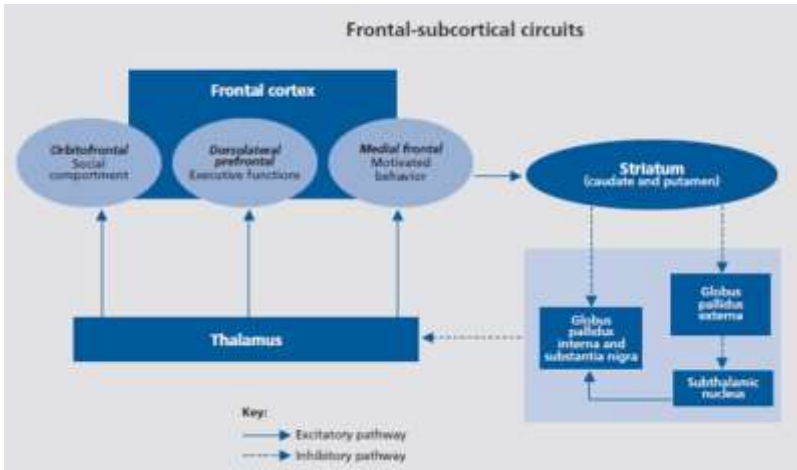 Frontal-subcortical circuits
Frontal cortex
Orbitofrontal
Social
compartment
Dorsolateral
prefrontal
Executive functions
Medial frontal
Motivated
behavior
Striatum
(caudate and putamen)
Globus
pallidus
externa
Globus
pallidus
interna and
substantia nigra
Subthalamic
nucleus
Thalamus
Key:
Excitatory pathway
Inhibitory pathway